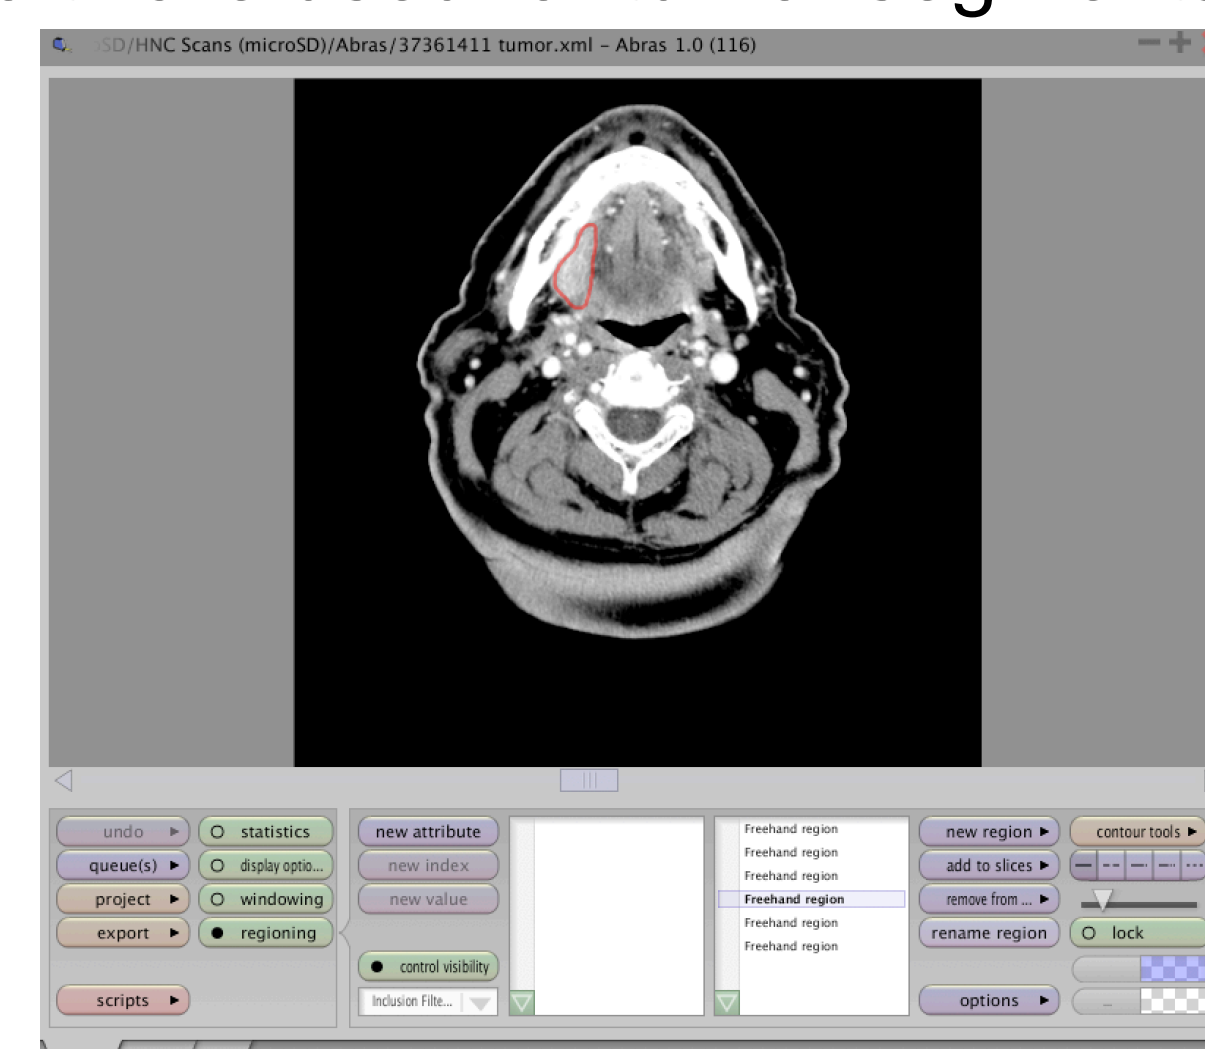 SD/HNC Scans (microSD)/Abras/37361411 tumor.xml – Abras 1.0 (116)
undo
statistics
new attribute
Freehand region
new region
contour tools
queue(s)
display optio...
new index
Freehand region
add to slices
project
windowing
new value
Freehand region
remove from ...
export
regioning
Freehand region
rename region
lock
Freehand region
control visibility
Freehand region
scripts
Inclusion Filte...
options